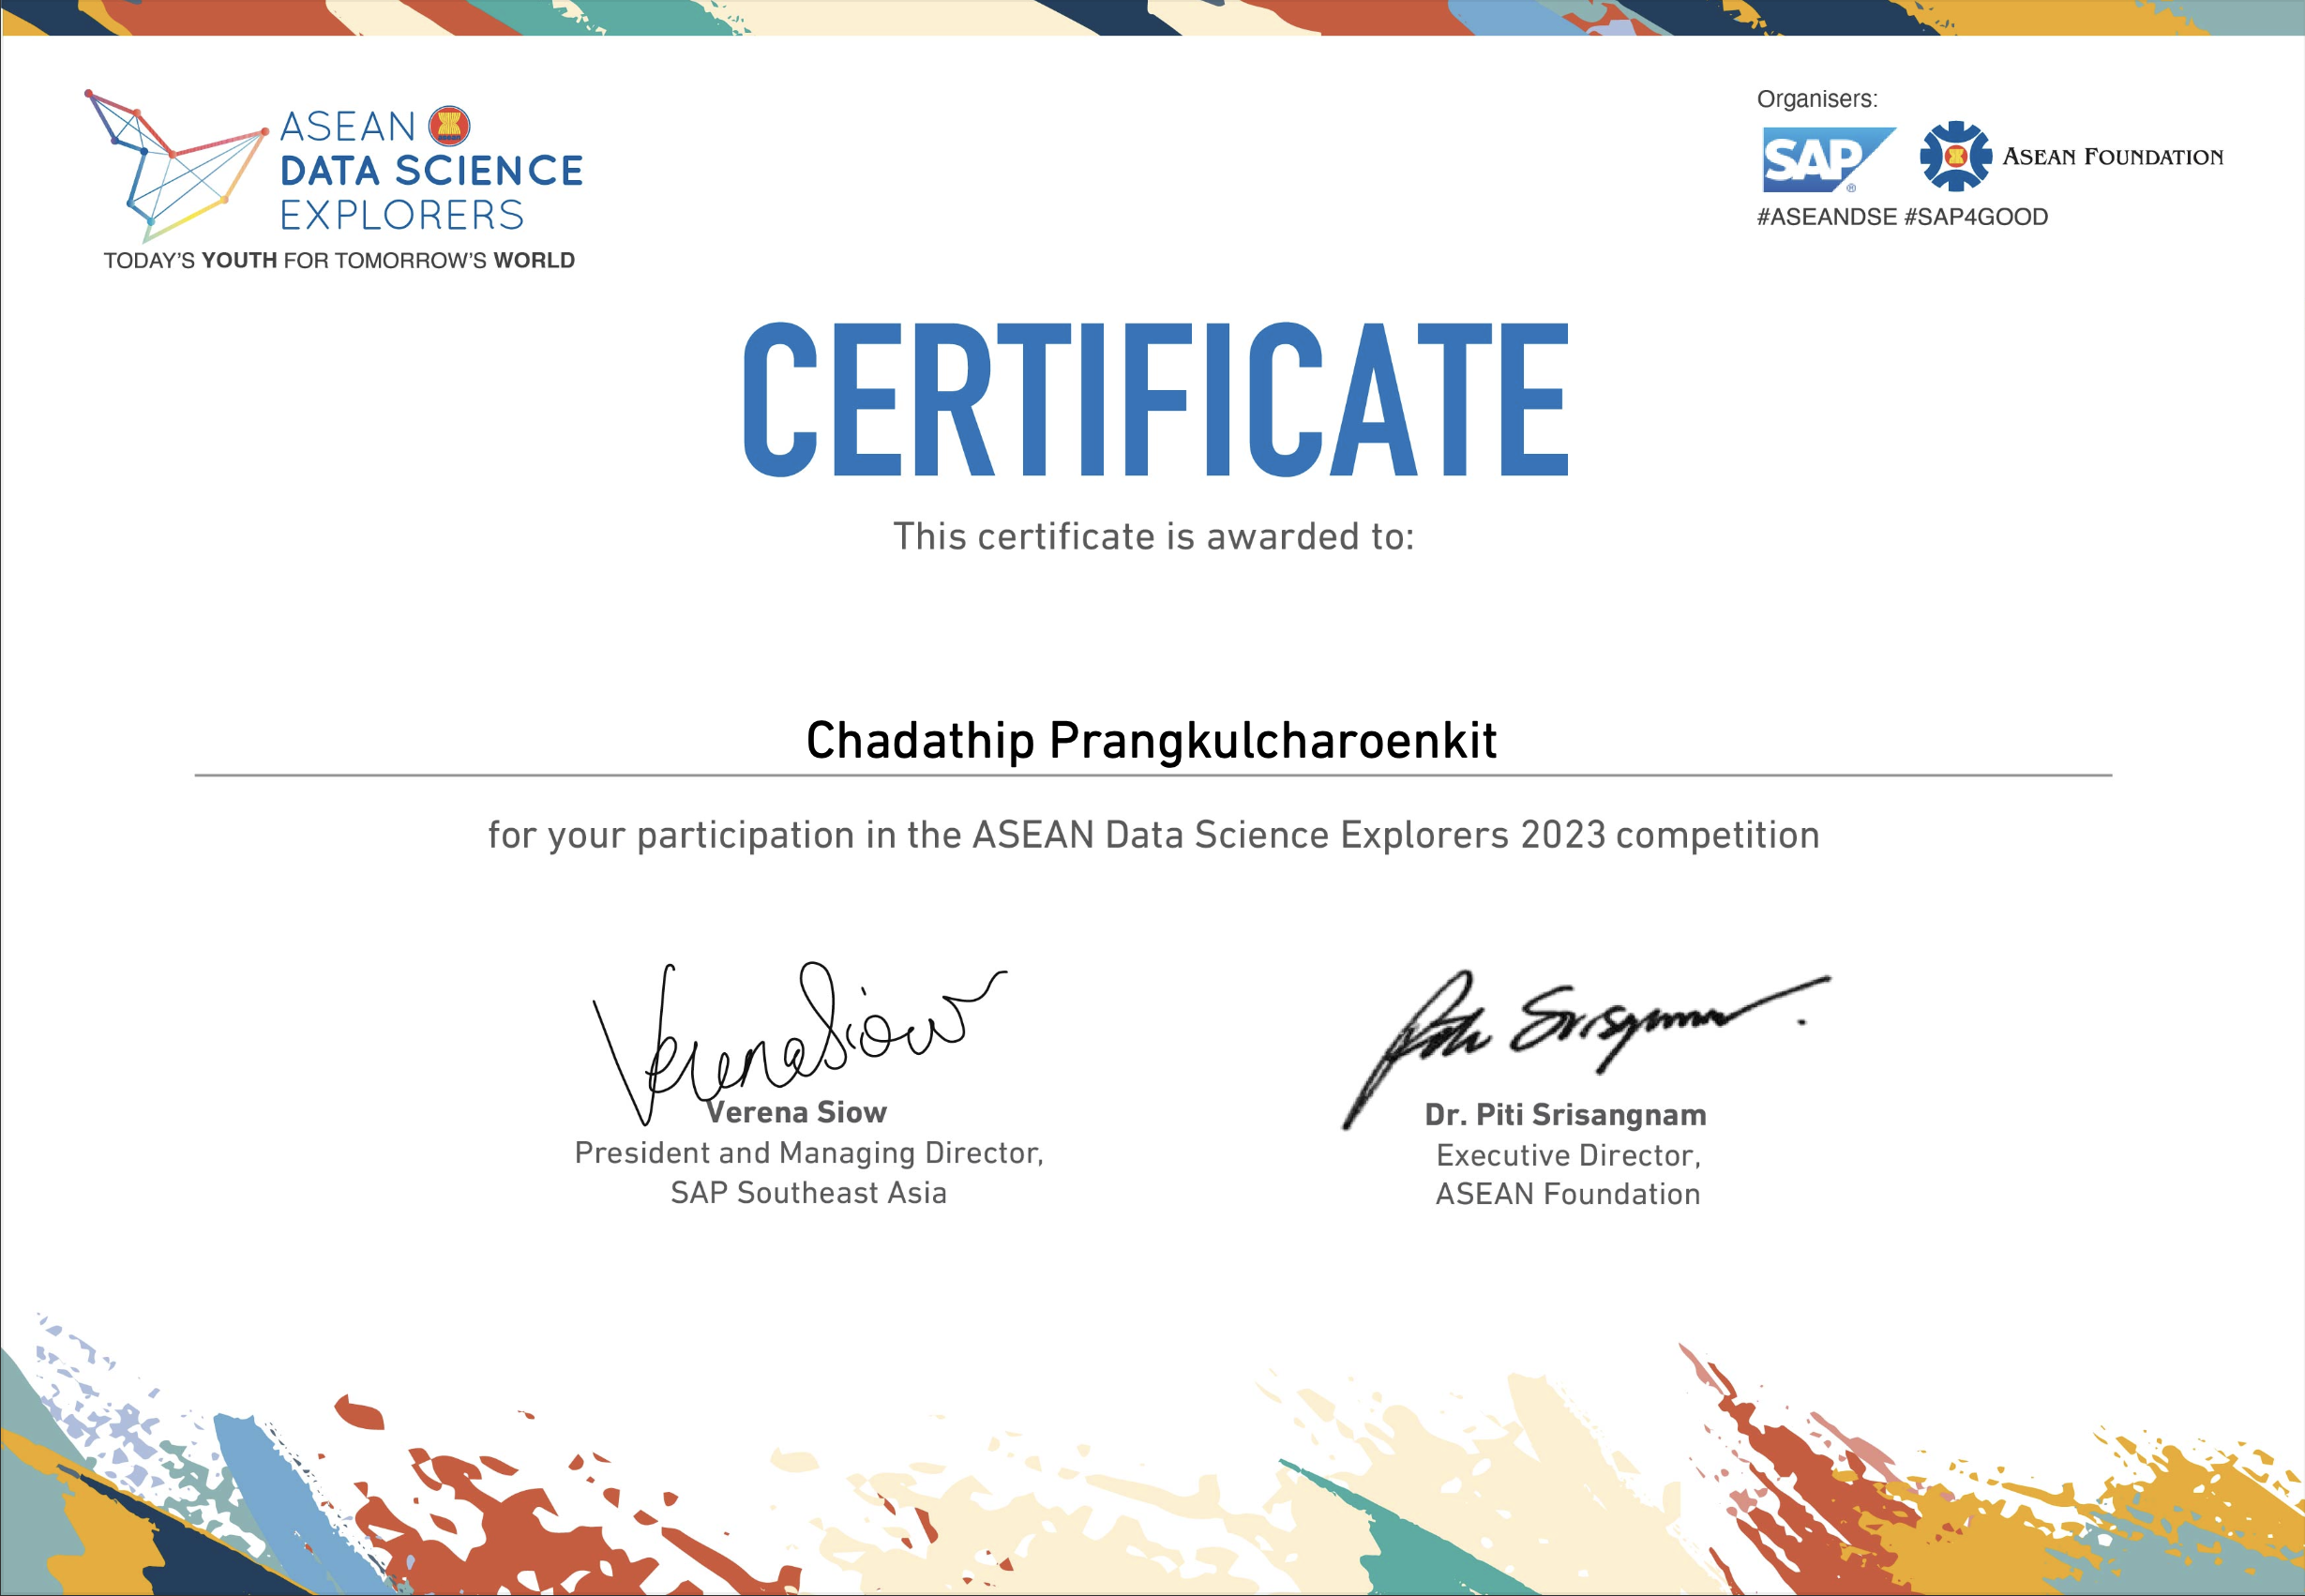 ASEAN
DATA SCIENCE
EXPLORERS
TODAY'S YOUTH FOR TOMORROW'S WORLD
Organisers:
SAP ®
ASEAN FOUNDATION
#ASEANDSE #SAP4GOOD
CERTIFICATE
This certificate is awarded to:
Chadathip Prangkulcharoenkit
for your participation in the ASEAN Data Science Explorers 2023 competition
Verena Siow
Verena Siow
President and Managing Director,
SAP Southeast Asia
Dr. Piti Srisangnam
Executive Director,
ASEAN Foundation